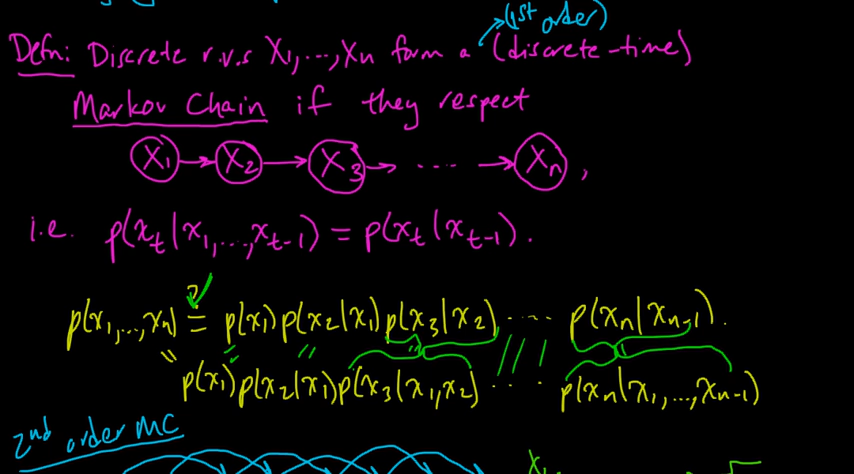 (1st order)
Defn: Discrete r.v.s X₁,...,Xₙ form a (discrete-time)
Markov Chain if they respect
X₁ → X₂ → X₃ → ···· → Xₙ ,
i.e. p(xₜ|x₁,...,xₜ₋₁) = p(xₜ|xₜ₋₁).
?
p(x₁,...,xₙ) = p(x₁)p(x₂|x₁)p(x₃|x₂) ···· p(xₙ|xₙ₋₁).
p(x₁)p(x₂|x₁)p(x₃|x₁,x₂) ···· p(xₙ|x₁,...,xₙ₋₁)
2nd order MC